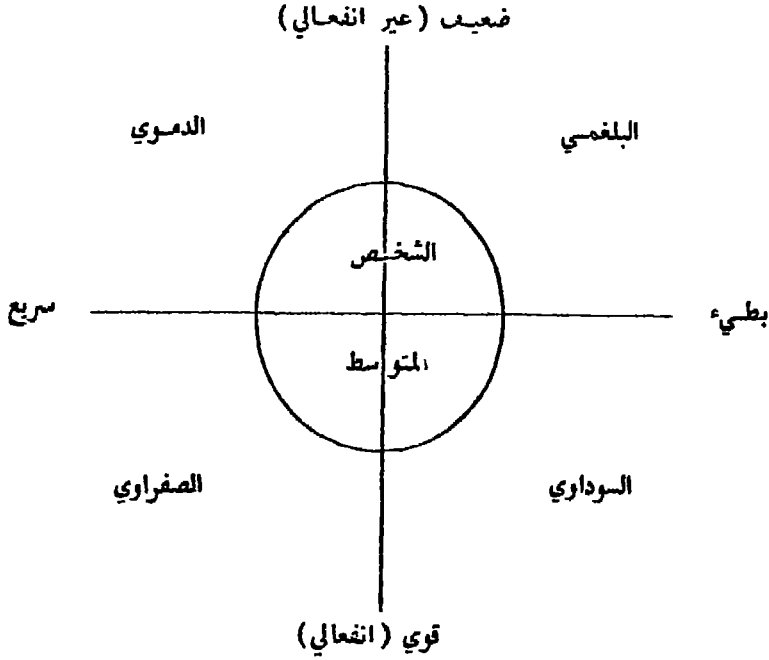 ضعيف (غير انفعالي)
البلغمي
الدموي
الشخص
بطيء
سريع
المتوسط
السوداوي
الصفراوي
قوي (انفعالي)